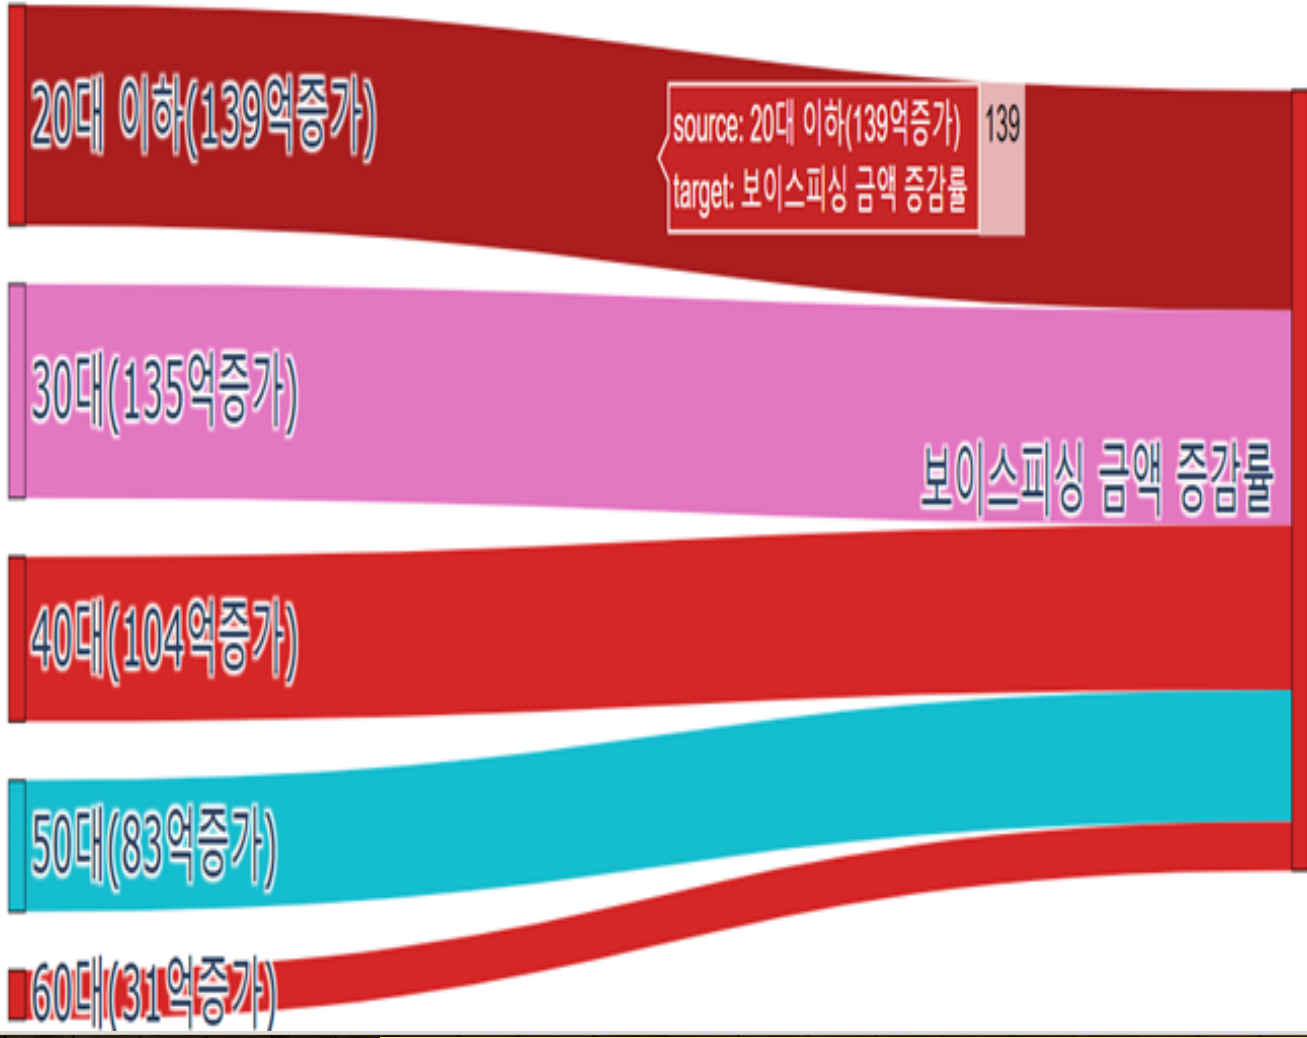 20대 이하(139억증가)
source: 20대 이하(139억증가)
target: 보이스피싱 금액 증감률
139
30대(135억증가)
보이스피싱 금액 증감률
40대(104억증가)
50대(83억증가)
60대(31억증가)